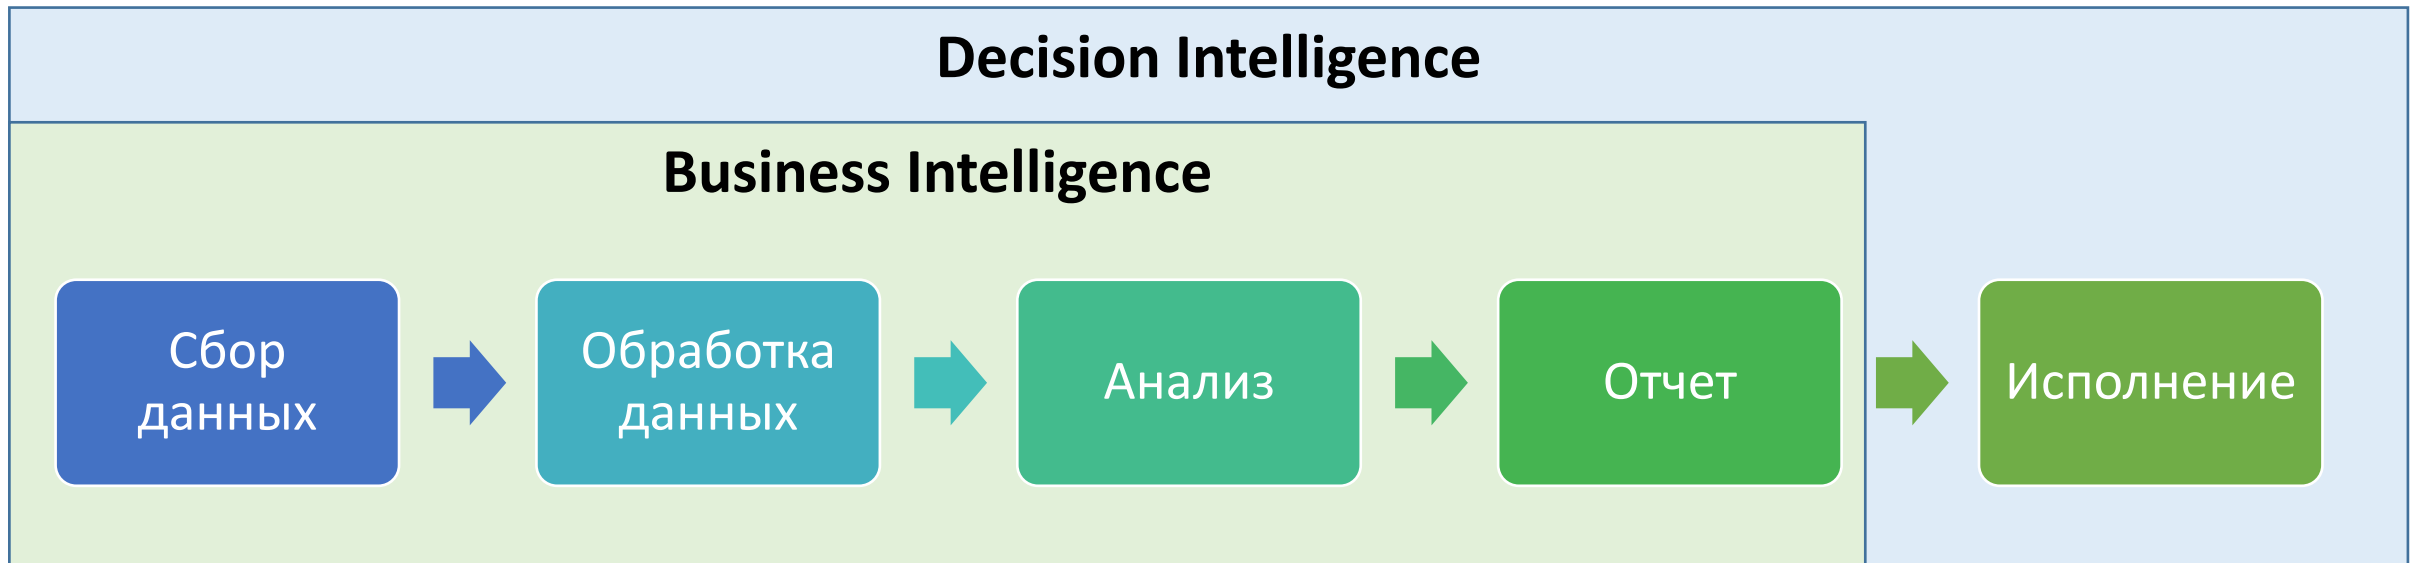 Decision Intelligence
Business Intelligence
Сбор
данных
Обработка
данных
Анализ
Отчет
Исполнение